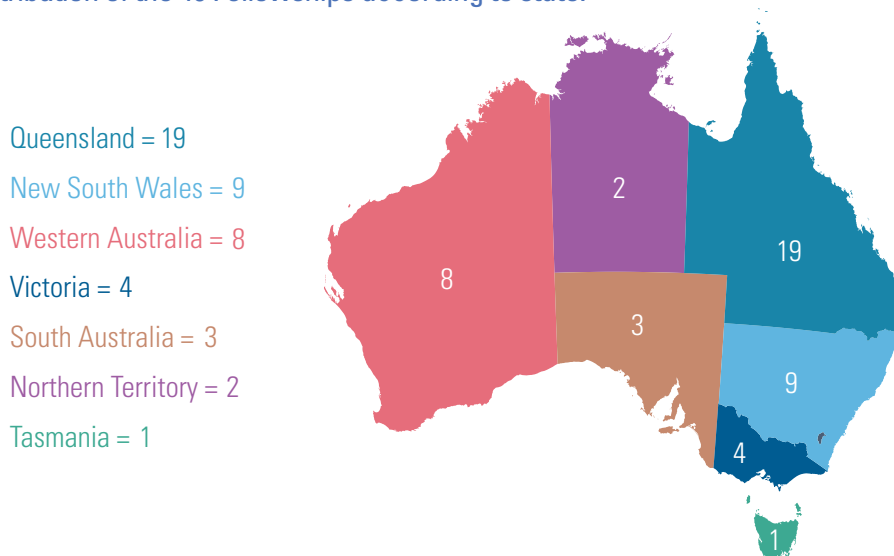 Queensland = 19
New South Wales = 9
Western Australia = 8
Victoria = 4
South Australia = 3
Northern Territory = 2
Tasmania = 1
2
19
8
3
9
4
1